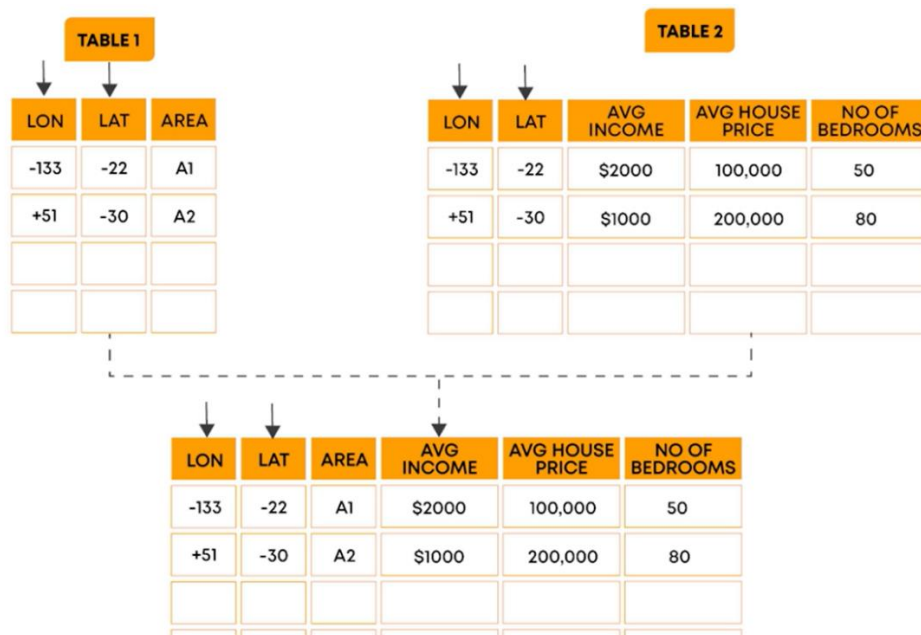 TABLE 1
LON LAT AREA
-133 -22 A1
+51 -30 A2
TABLE 2
LON LAT AVG INCOME AVG HOUSE PRICE NO OF BEDROOMS
-133 -22 $2000 100,000 50
+51 -30 $1000 200,000 80
LON LAT AREA AVG INCOME AVG HOUSE PRICE NO OF BEDROOMS
-133 -22 A1 $2000 100,000 50
+51 -30 A2 $1000 200,000 80